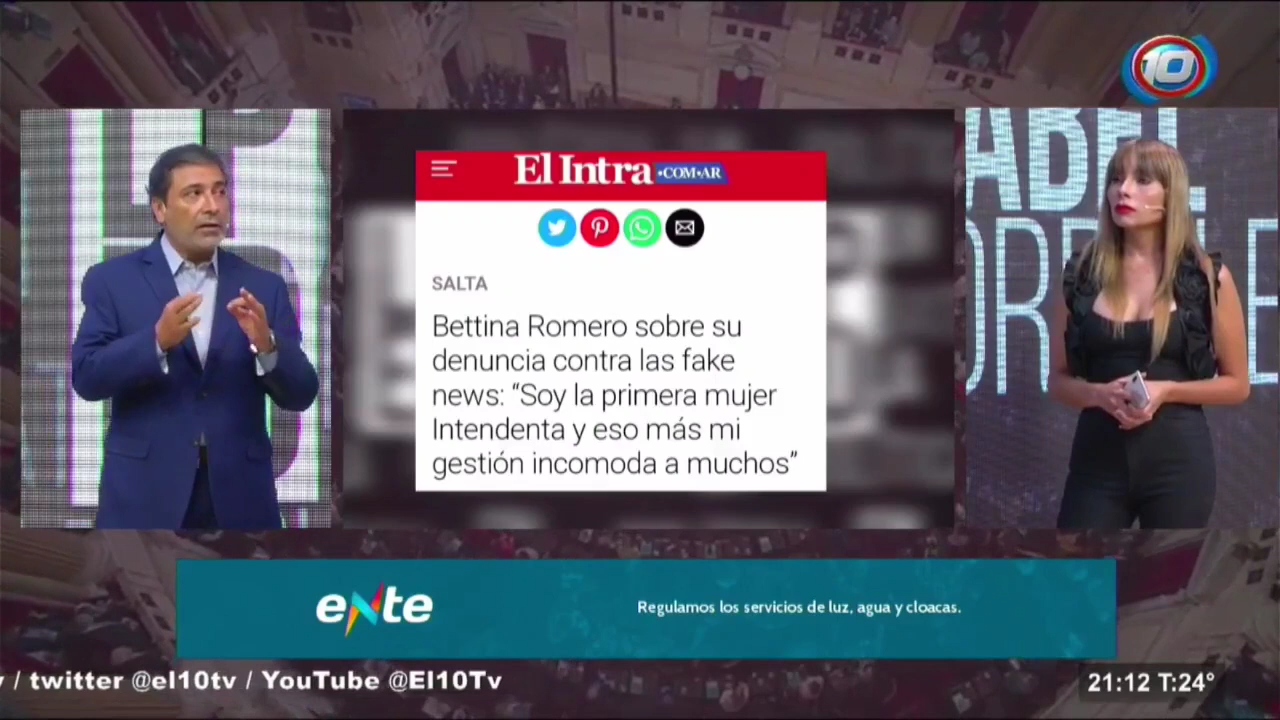 10
ABEL
El Intra •COM•AR
SALTA
Bettina Romero sobre su
denuncia contra las fake
news: “Soy la primera mujer
Intendenta y eso más mi
gestión incomoda a muchos”
eNte
Regulamos los servicios de luz, agua y cloacas.
/ twitter @el10tv / YouTube @El10Tv
21:12 T:24°